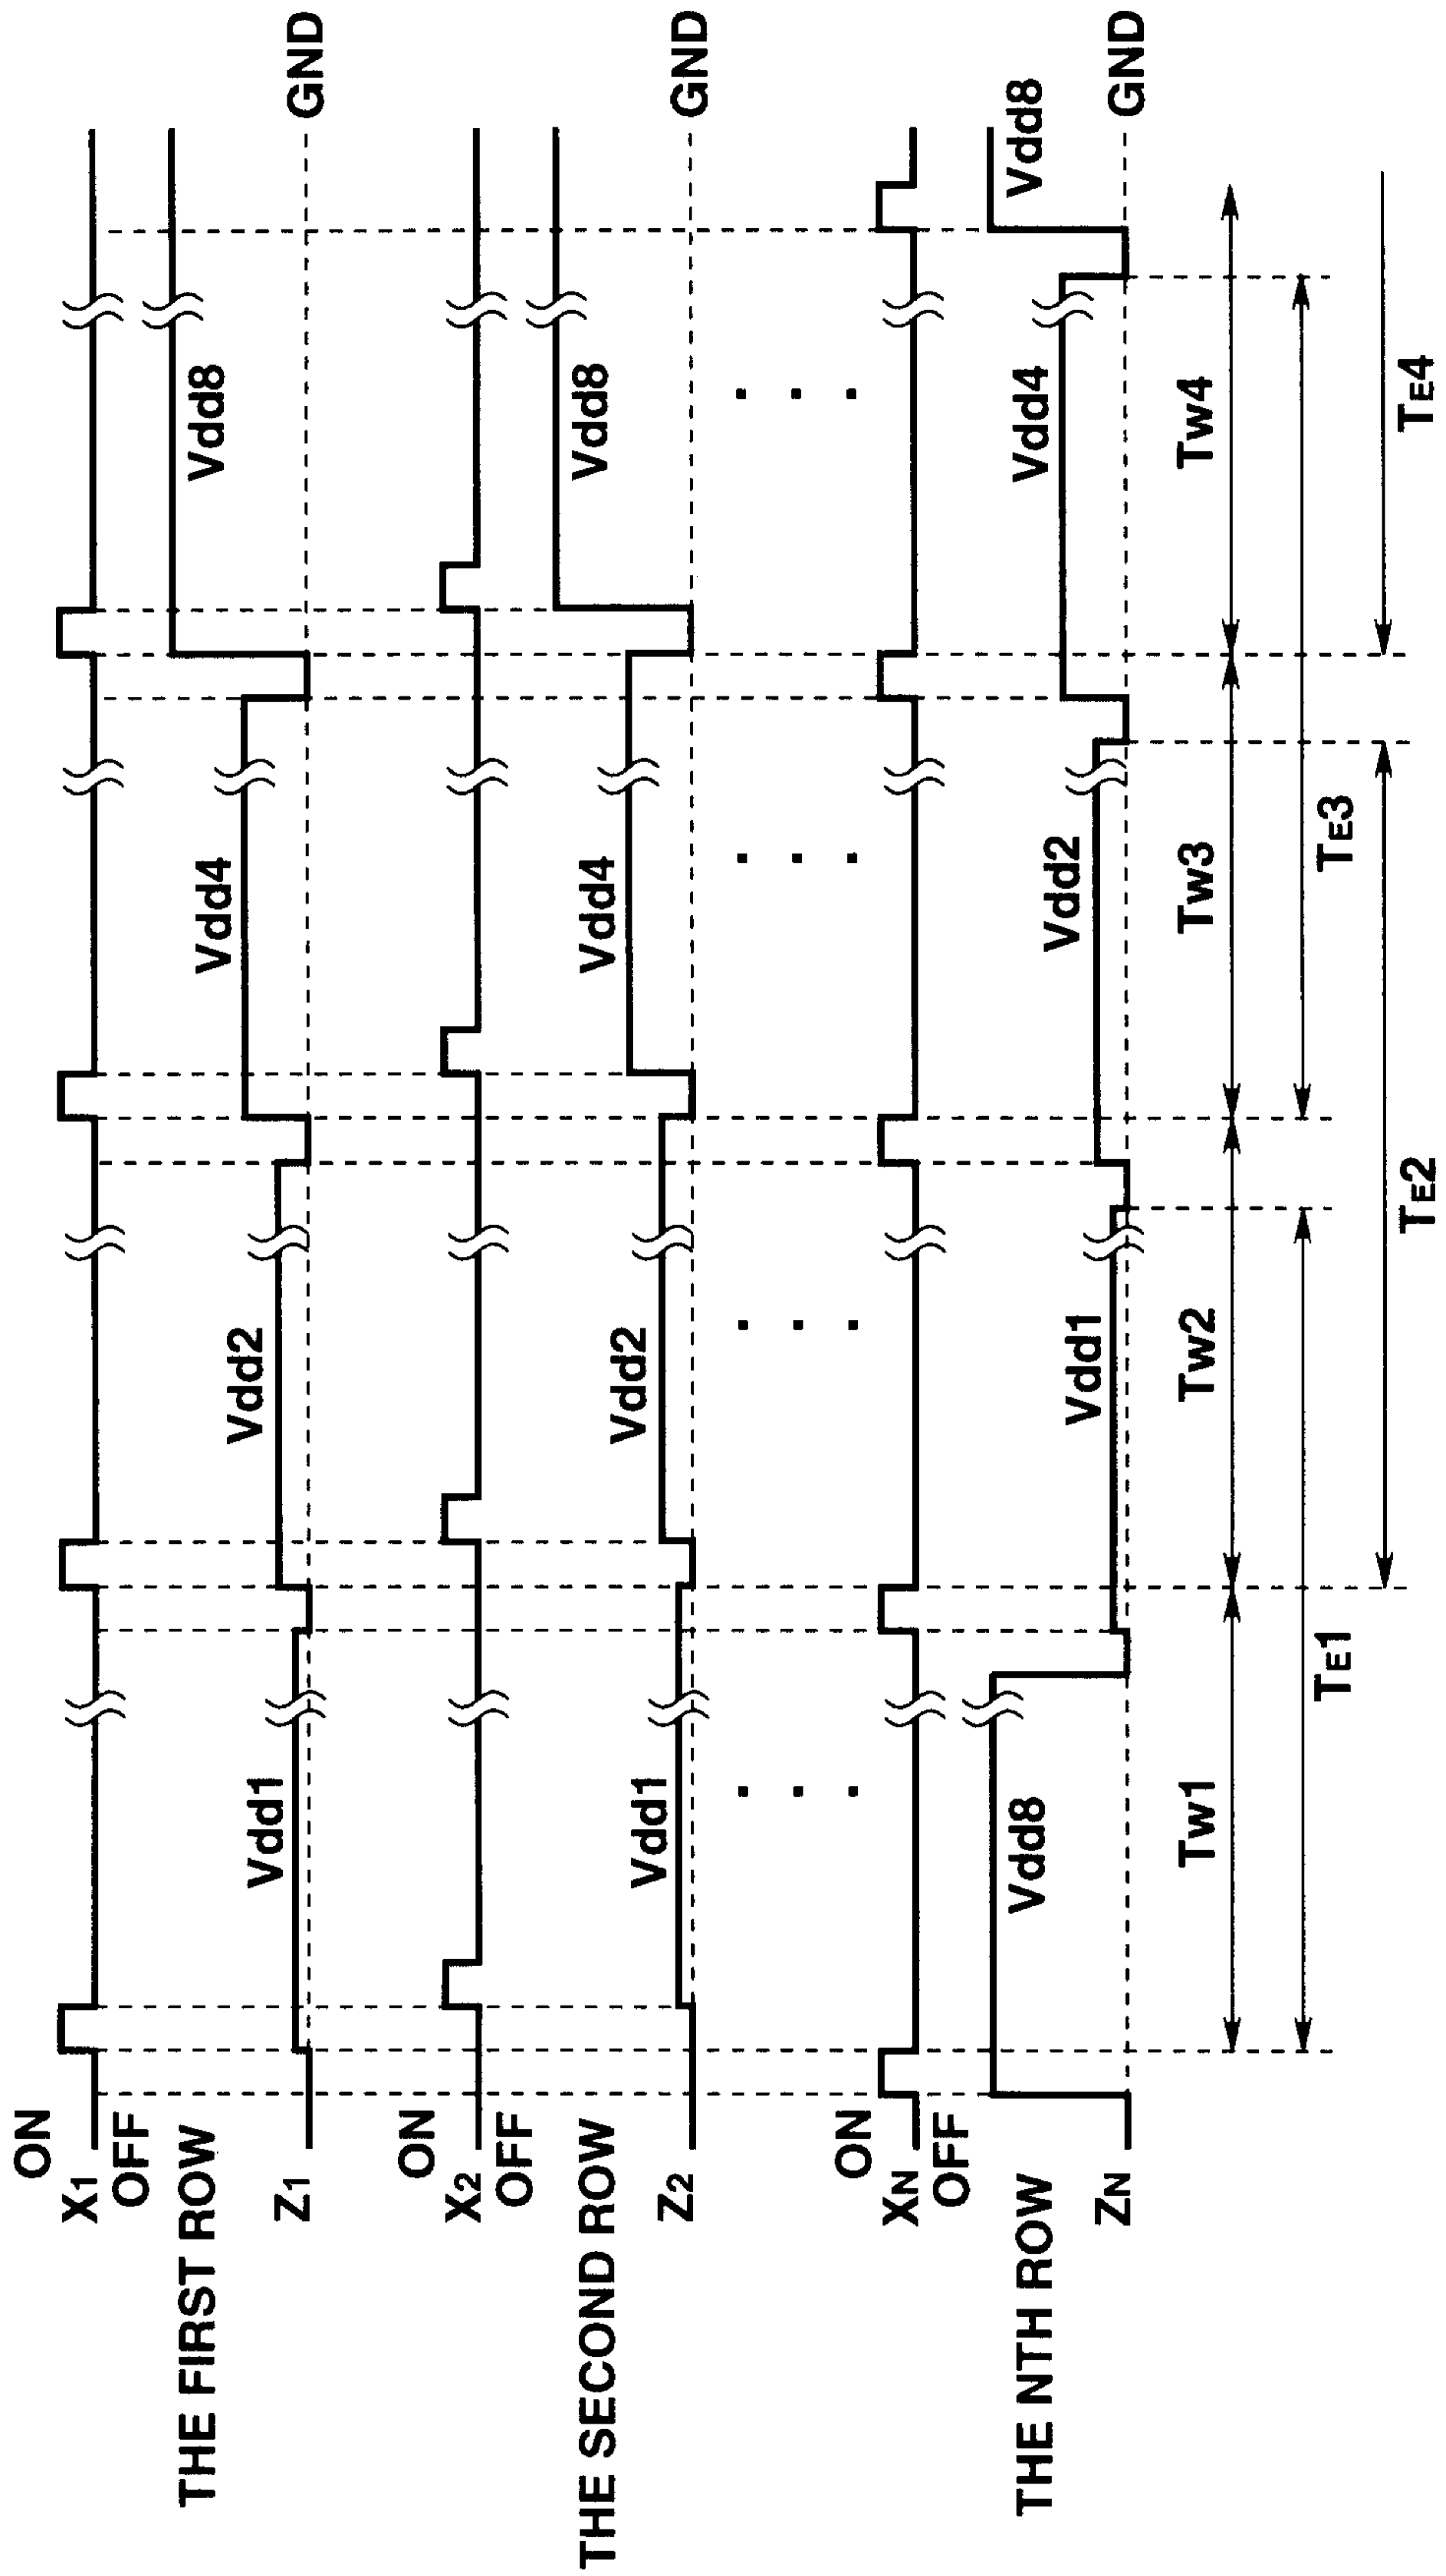 ON
X1
OFF
THE FIRST ROW
Z1
Vdd1
Vdd2
Vdd4
Vdd8
GND
ON
X2
OFF
THE SECOND ROW
Z2
Vdd1
Vdd2
Vdd4
Vdd8
GND
. . .
. . .
. . .
. . .
ON
XN
OFF
THE NTH ROW
ZN
Vdd8
Vdd1
Vdd2
Vdd4
Vdd8
GND
Tw1
Tw2
Tw3
Tw4
TE1
TE3
TE2
TE4